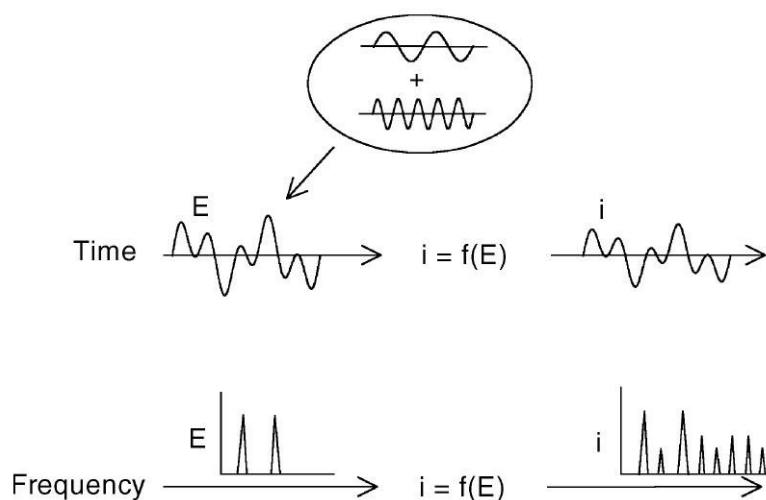 +
E
i
Time
i = f(E)
E
i
Frequency
i = f(E)